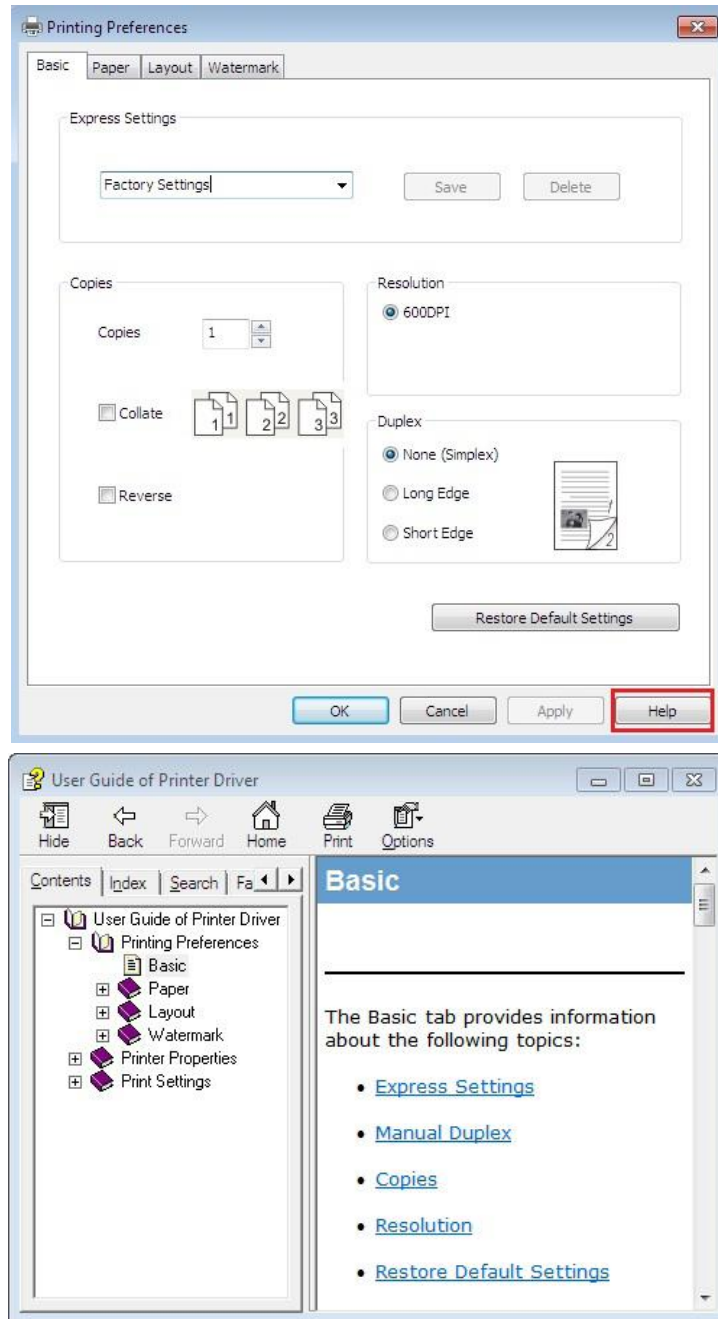 Printing Preferences
Basic Paper Layout Watermark
Express Settings
Factory Settings Save Delete
Copies
Copies 1
Collate 1 1 2 2 3 3
Reverse
Resolution
600DPI
Duplex
None (Simplex)
Long Edge
Short Edge
1
2
Restore Default Settings
OK Cancel Apply Help
User Guide of Printer Driver
Hide Back Forward Home Print Options
Contents Index Search Fa
User Guide of Printer Driver
Printing Preferences
Basic
Paper
Layout
Watermark
Printer Properties
Print Settings
Basic
The Basic tab provides information
about the following topics:
• Express Settings
• Manual Duplex
• Copies
• Resolution
• Restore Default Settings